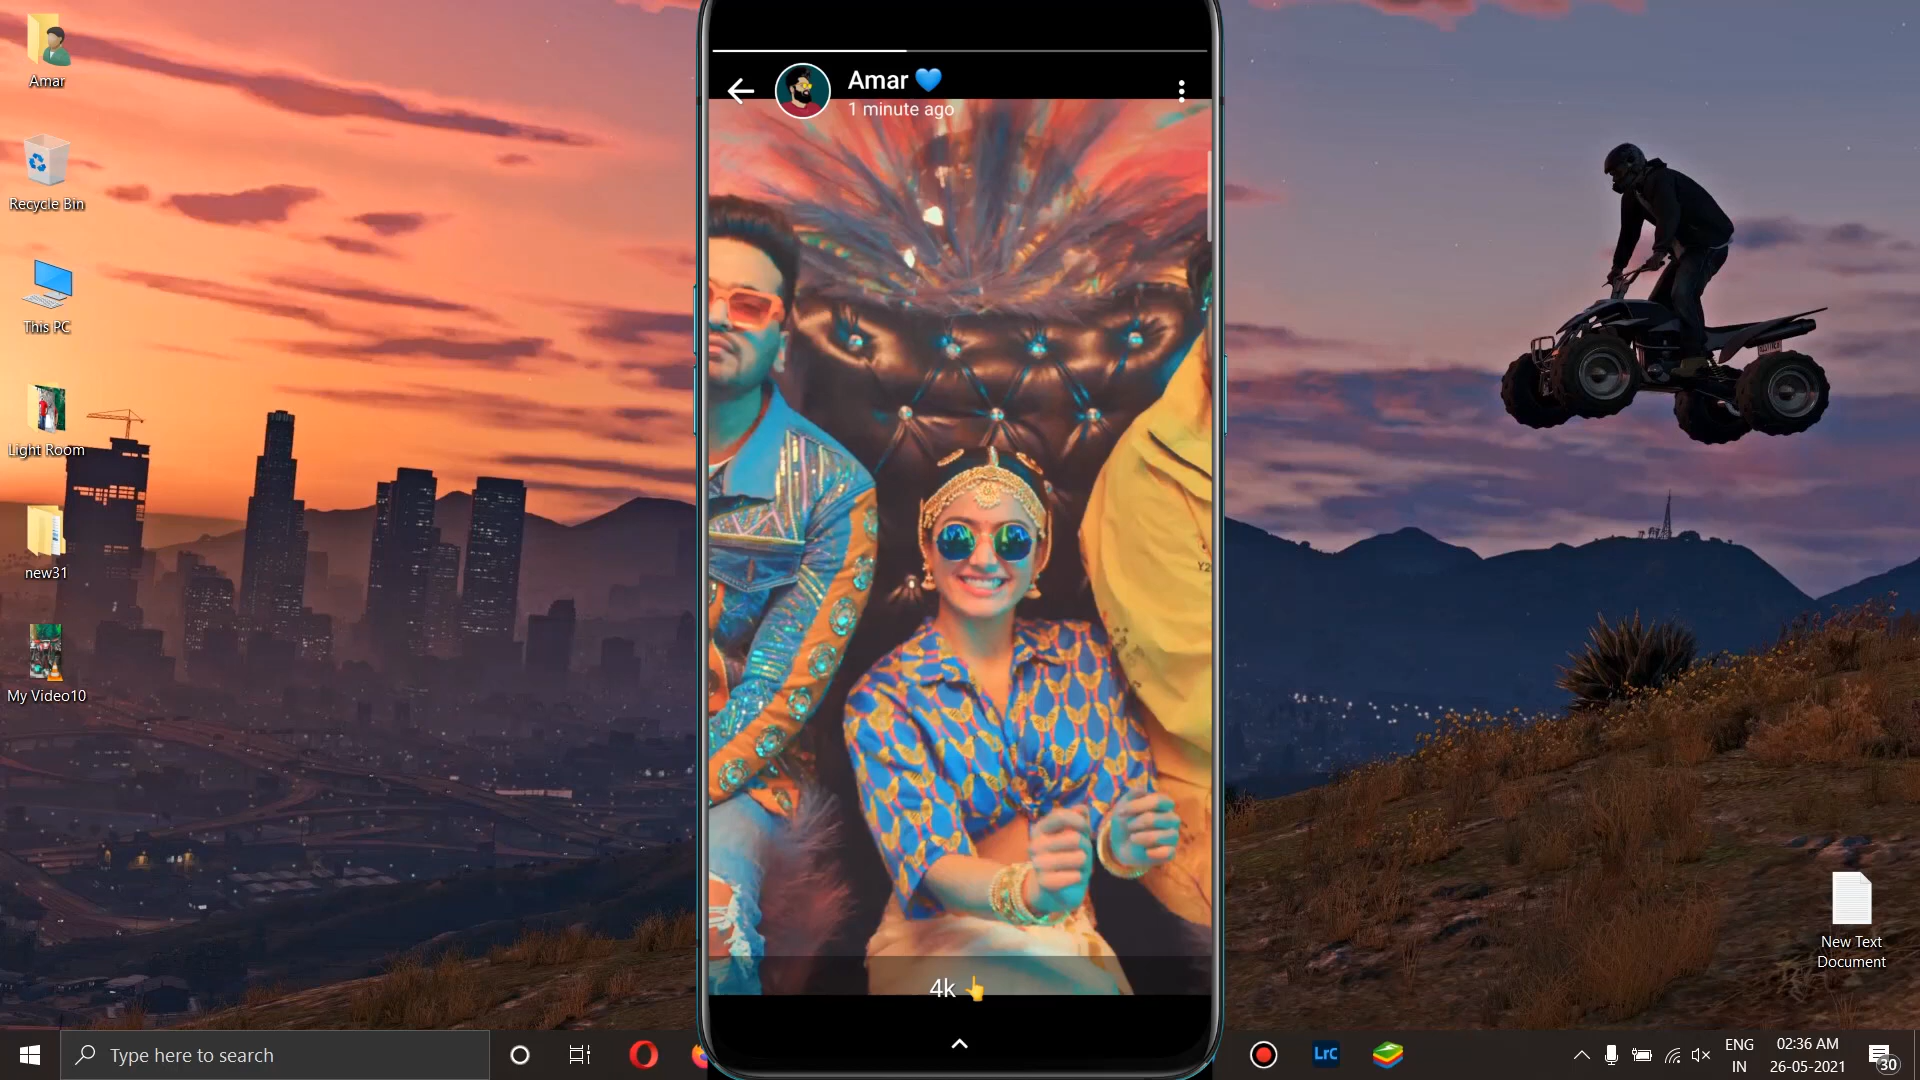 Amar
Recycle Bin
This PC
Light Room
new31
My Video10
Amar 💙
1 minute ago
4k 👆
New Text
Document
Type here to search
LrC
ENG
IN
02:36 AM
26-05-2021
30